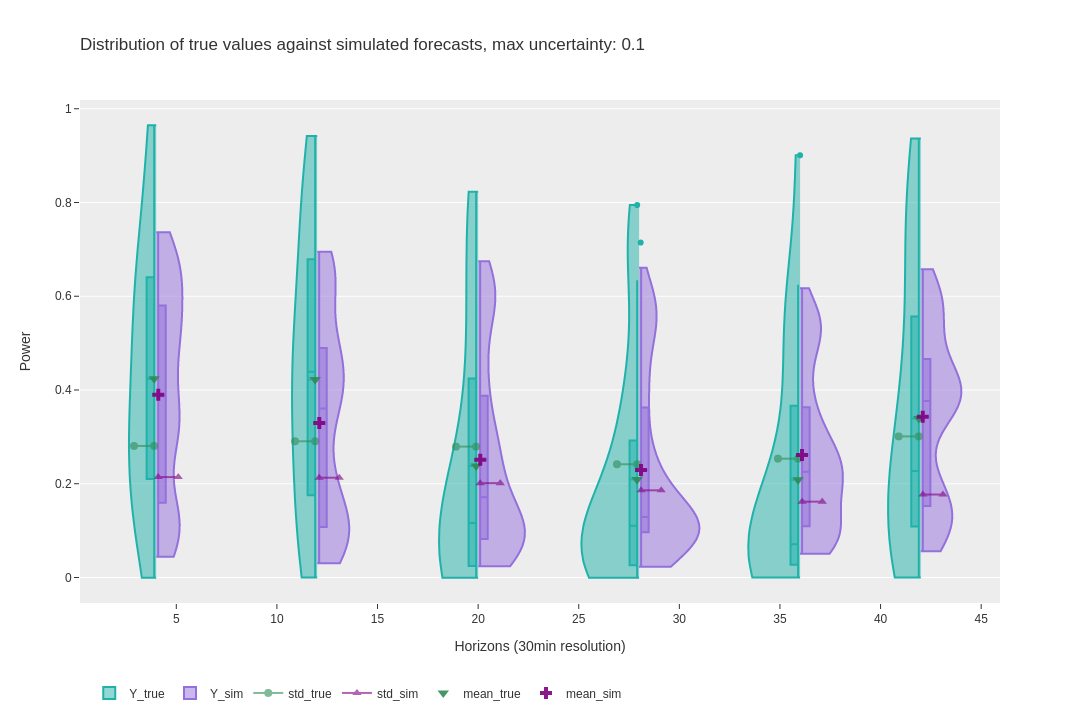 Distribution of true values against simulated forecasts, max uncertainty: 0.1
1
0.8
0.6
0.4
0.2
0
Power
5 10 15 20 25 30 35 40 45
Horizons (30min resolution)
Y_true Y_sim std_true std_sim mean_true mean_sim